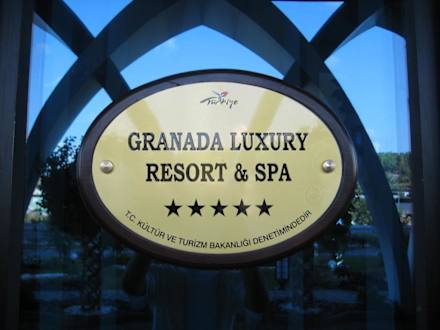 Türkiye
GRANADA LUXURY
RESORT & SPA
★★★★★
T.C. KÜLTÜR VE TURİZM BAKANLIĞI DENETİMİNDEDİR